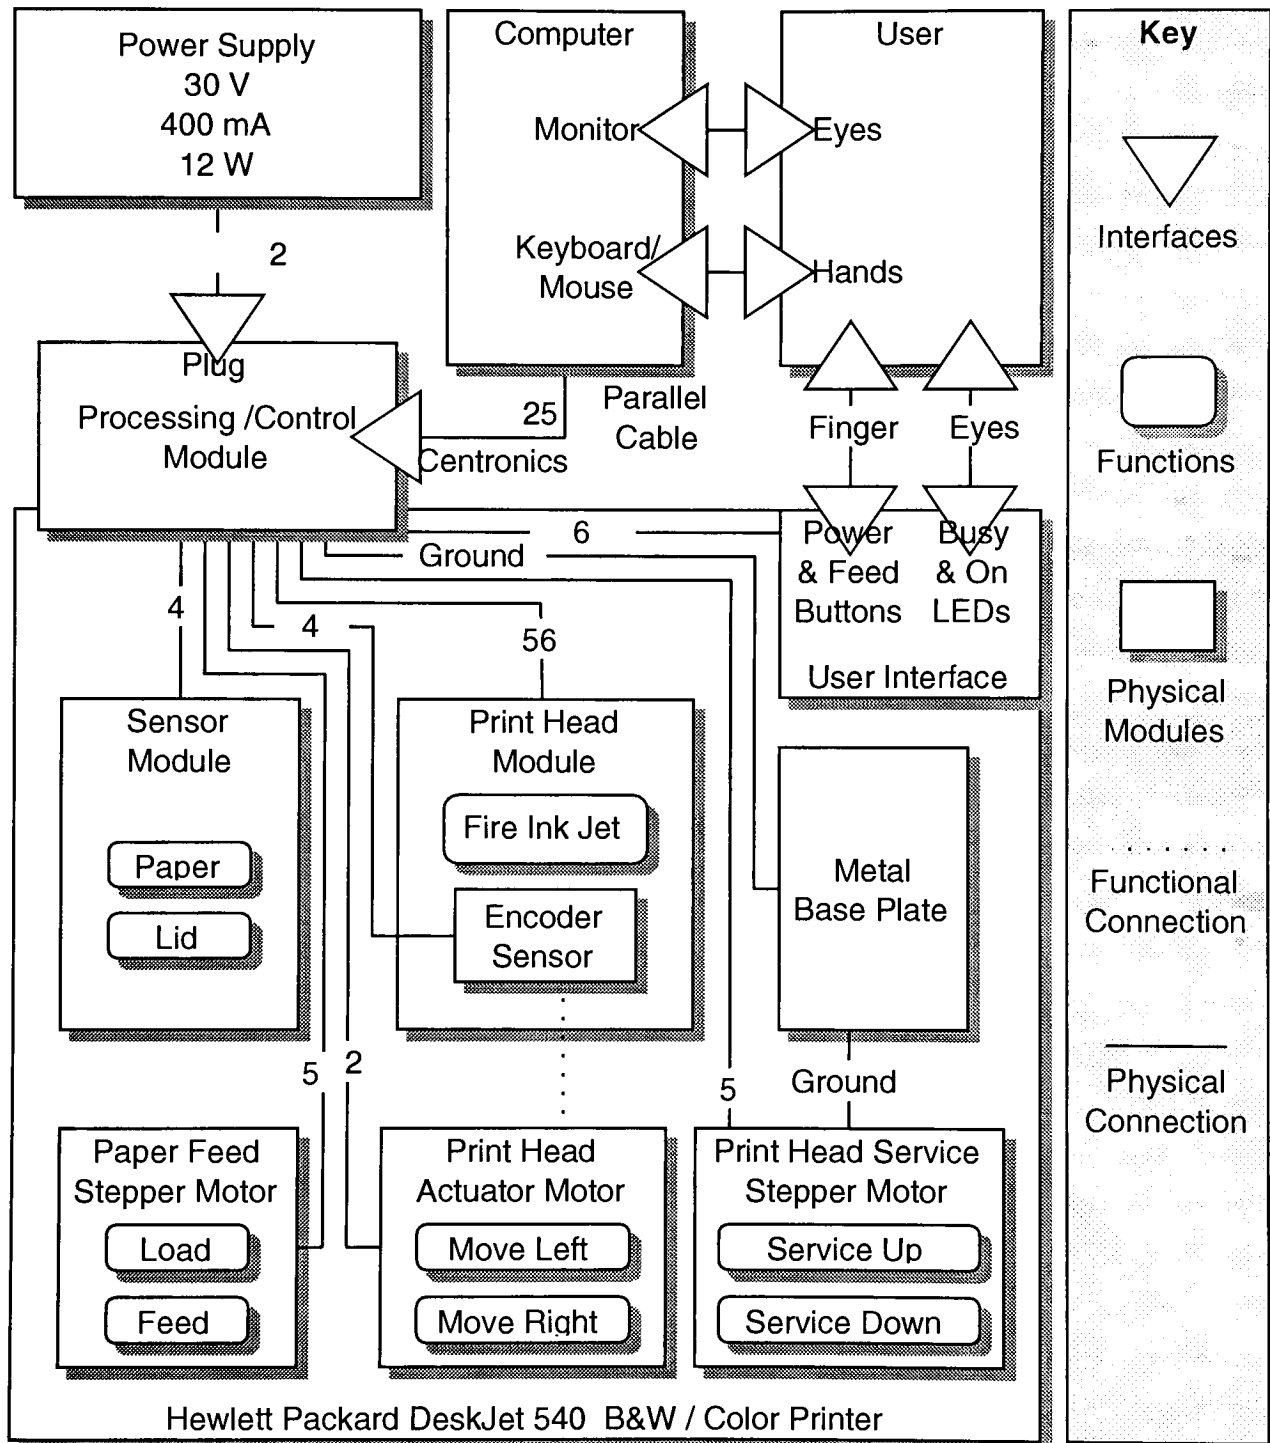 Power Supply
30 V
400 mA
12 W
2
Computer
Monitor
Keyboard/
Mouse
User
Eyes
Hands
Plug
Processing /Control
Module
25
Centronics
Parallel
Cable
Finger
Eyes
Power
& Feed
Buttons
Busy
& On
LEDs
User Interface
6
Ground
4
4
56
Sensor
Module
Paper
Lid
Print Head
Module
Fire Ink Jet
Encoder
Sensor
Metal
Base Plate
5
2
5
Ground
Paper Feed
Stepper Motor
Load
Feed
Print Head
Actuator Motor
Move Left
Move Right
Print Head Service
Stepper Motor
Service Up
Service Down
Hewlett Packard DeskJet 540 B&W / Color Printer
Key
Interfaces
Functions
Physical
Modules
Functional
Connection
Physical
Connection